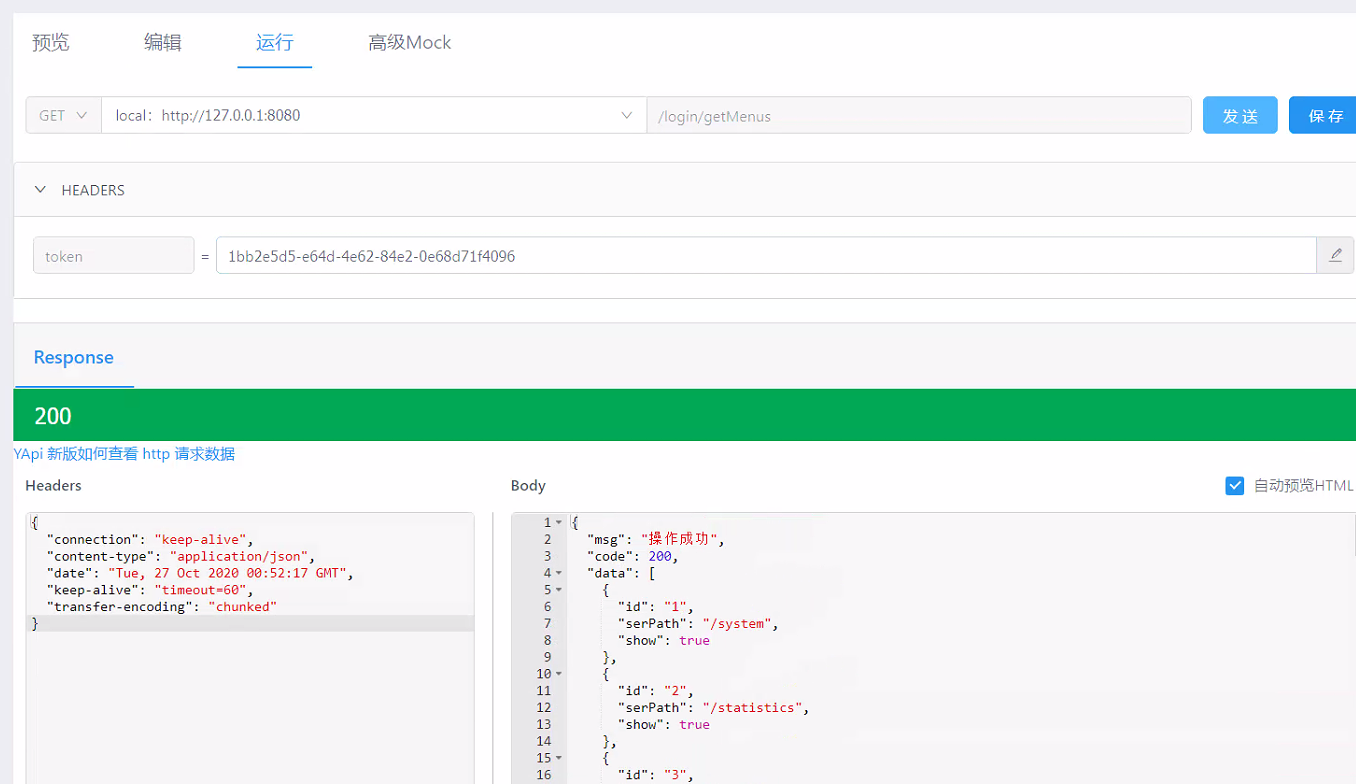 预览 编辑 运行 高级Mock
GET local：http://127.0.0.1:8080 /login/getMenus 发 送 保 存
HEADERS
token = 1bb2e5d5-e64d-4e62-84e2-0e68d71f4096
Response
200
YApi 新版如何查看 http 请求数据
Headers
{
"connection": "keep-alive",
"content-type": "application/json",
"date": "Tue, 27 Oct 2020 00:52:17 GMT",
"keep-alive": "timeout=60",
"transfer-encoding": "chunked"
}
Body 自动预览HTML
1 {
2 "msg": "操作成功",
3 "code": 200,
4 "data": [
5 {
6 "id": "1",
7 "serPath": "/system",
8 "show": true
9 },
10 {
11 "id": "2",
12 "serPath": "/statistics",
13 "show": true
14 },
15 {
16 "id": "3",